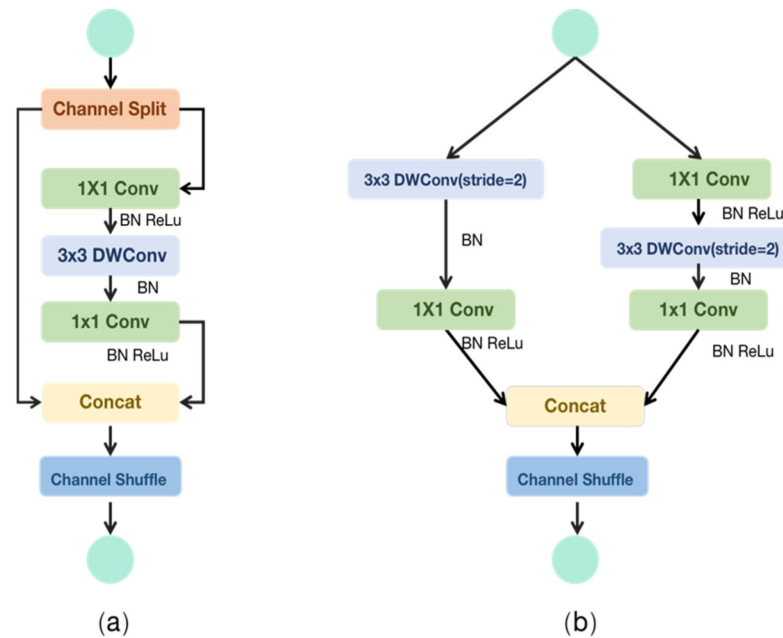 Channel Split
1X1 Conv
BN ReLu
3x3 DWConv
BN
1x1 Conv
BN ReLu
Concat
Channel Shuffle
(a)
3x3 DWConv(stride=2)
BN
1X1 Conv
BN ReLu
1X1 Conv
BN ReLu
3x3 DWConv(stride=2)
BN
1x1 Conv
BN ReLu
Concat
Channel Shuffle
(b)